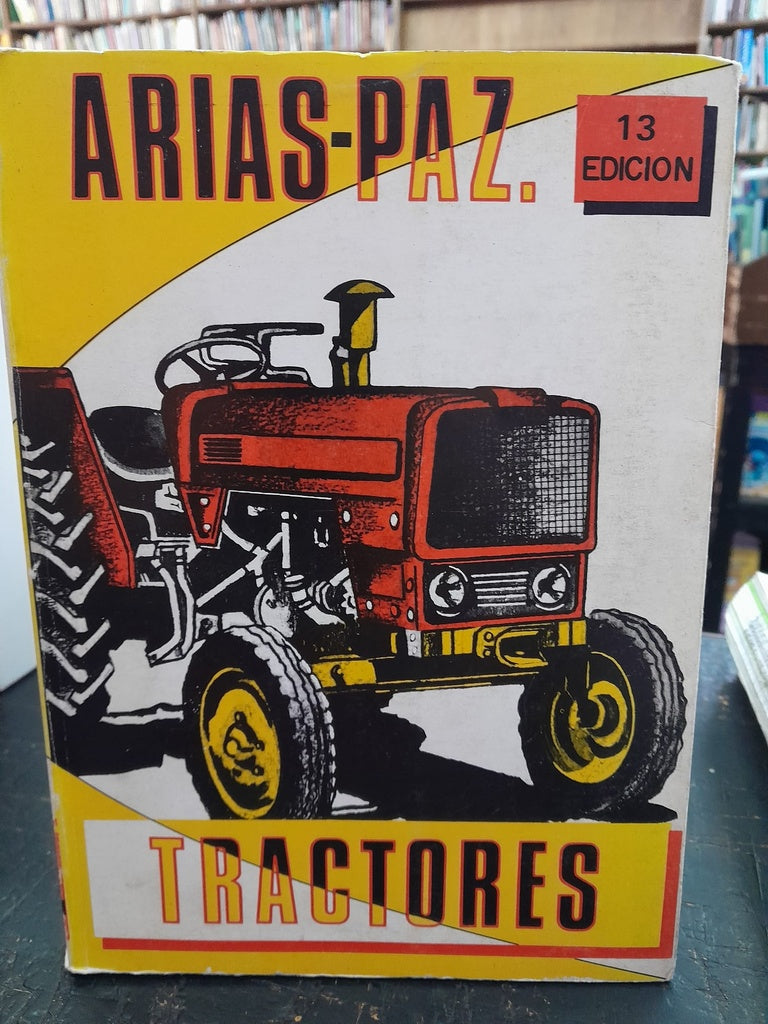 ARIAS-PAZ.
13
EDICION
TRACTORES